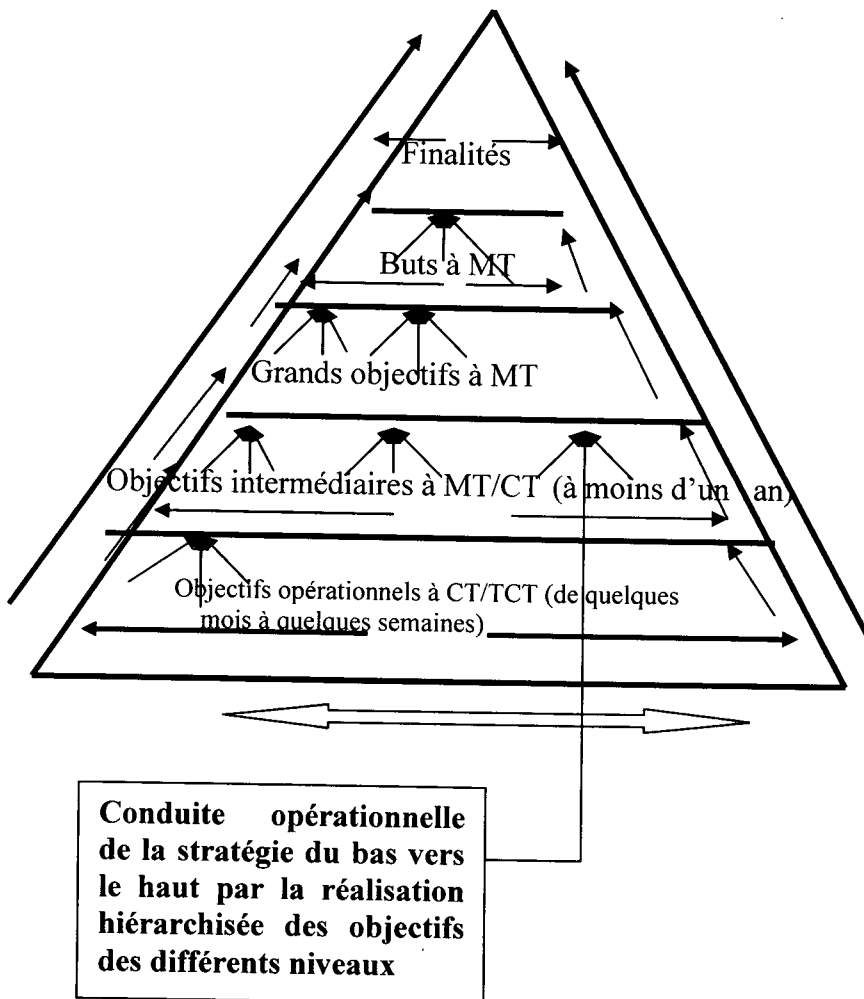 Finalités
Buts à MT
Grands objectifs à MT
Objectifs intermédiaires à MT/CT (à moins d'un an)
Objectifs opérationnels à CT/TCT (de quelques
mois à quelques semaines)
Conduite opérationnelle
de la stratégie du bas vers
le haut par la réalisation
hiérarchisée des objectifs
des différents niveaux